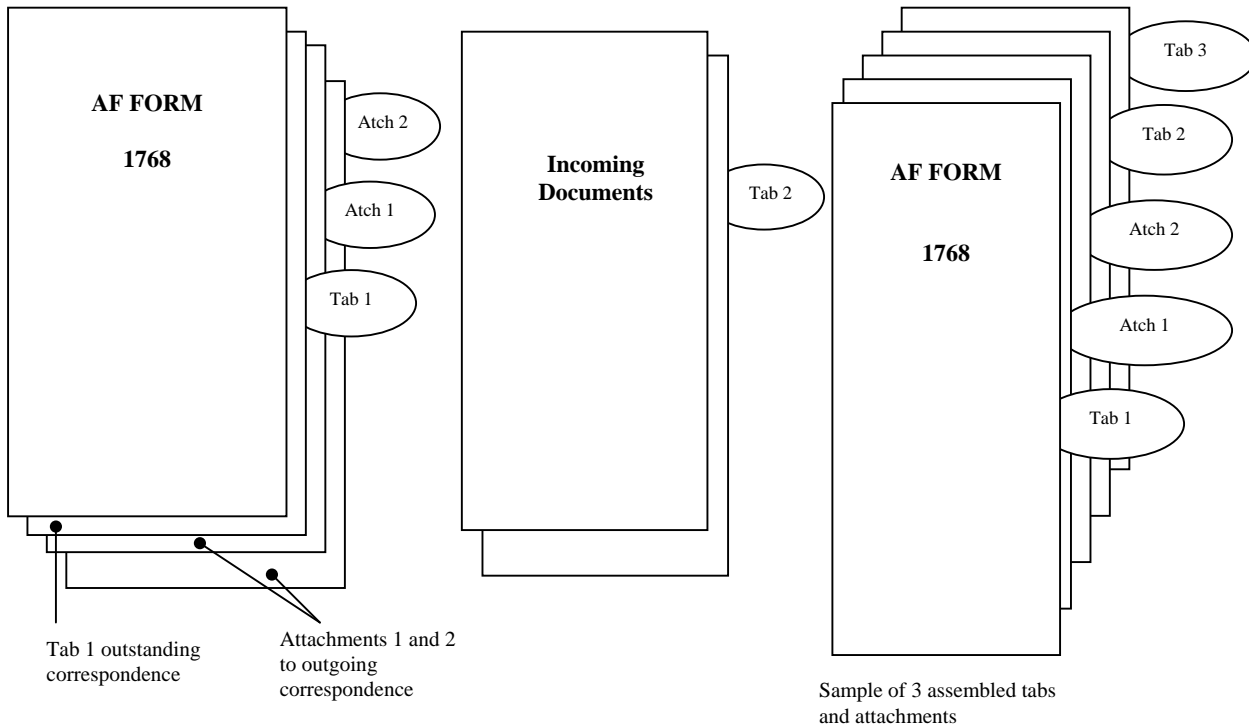 AF FORM
1768
Atch 2
Atch 1
Tab 1
Tab 1 outstanding
correspondence
Attachments 1 and 2
to outgoing
correspondence
Incoming
Documents
Tab 2
AF FORM
1768
Tab 3
Tab 2
Atch 2
Atch 1
Tab 1
Sample of 3 assembled tabs
and attachments